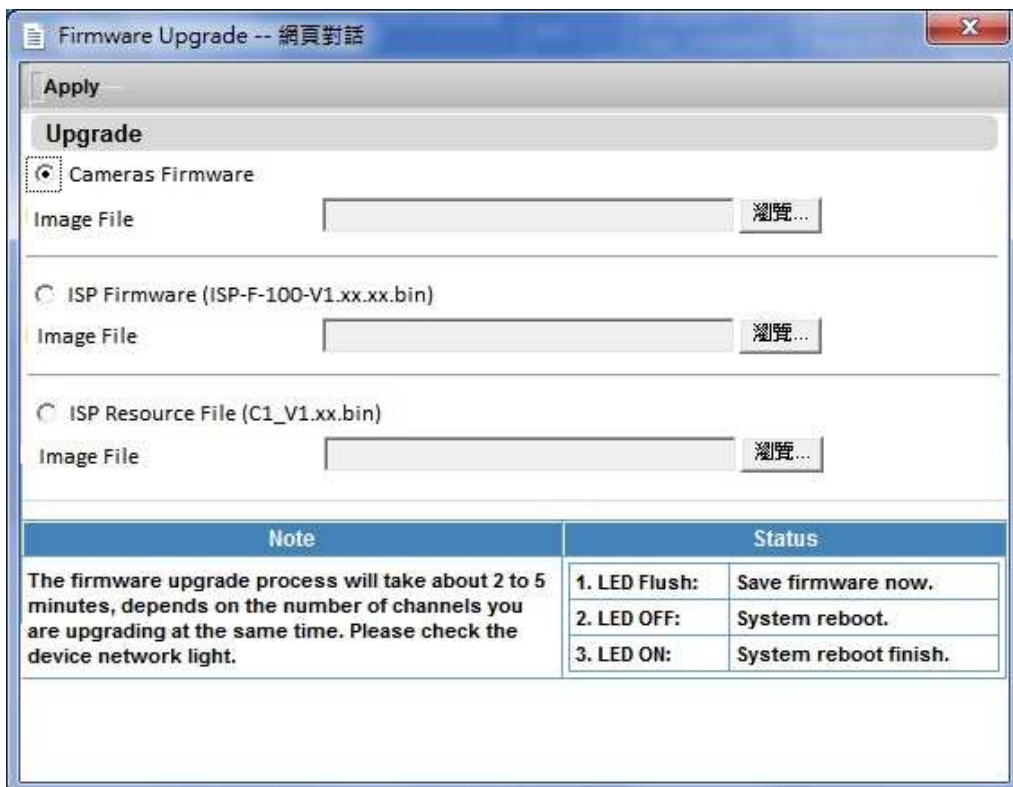 Firmware Upgrade -- 網頁對話
X
Apply
Upgrade
Cameras Firmware
Image File
瀏覽...
ISP Firmware (ISP-F-100-V1.xx.xx.bin)
Image File
瀏覽...
ISP Resource File (C1_V1.xx.bin)
Image File
瀏覽...
Note
Status
The firmware upgrade process will take about 2 to 5
minutes, depends on the number of channels you
are upgrading at the same time. Please check the
device network light.
1. LED Flush: Save firmware now.
2. LED OFF: System reboot.
3. LED ON: System reboot finish.